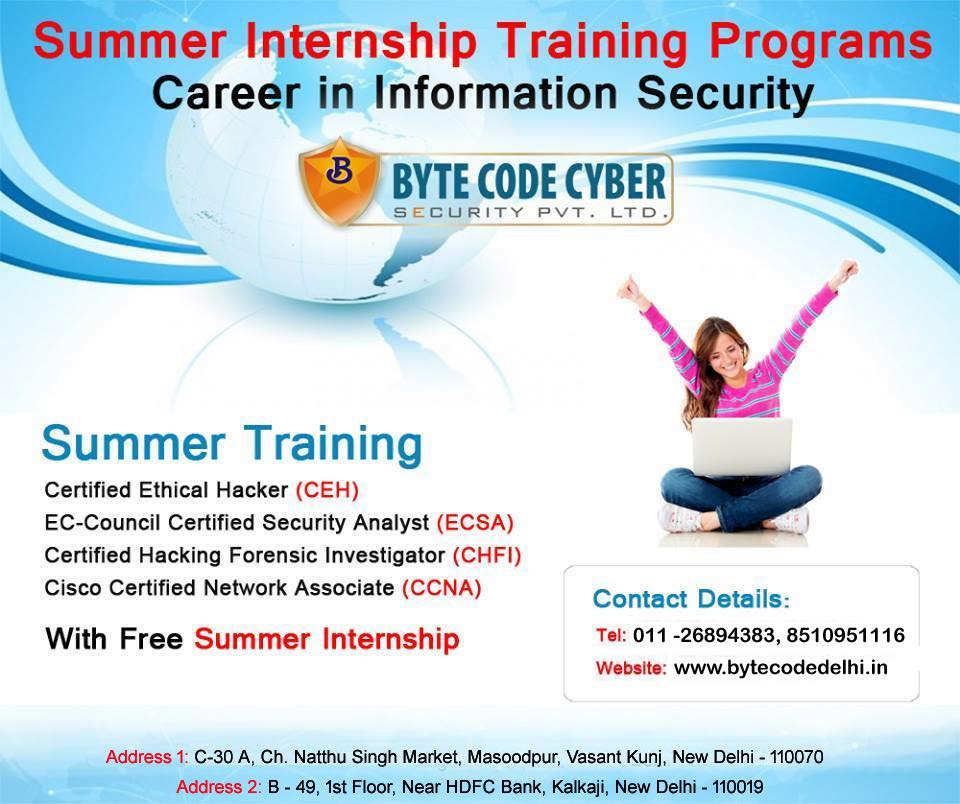 Summer Internship Training Programs
Career in Information Security
B
BYTE CODE CYBER
SECURITY PVT. LTD.
Summer Training
Certified Ethical Hacker (CEH)
EC-Council Certified Security Analyst (ECSA)
Certified Hacking Forensic Investigator (CHFI)
Cisco Certified Network Associate (CCNA)
With Free Summer Internship
Contact Details:
Tel: 011 -26894383, 8510951116
Website: www.bytecodedelhi.in
Address 1: C-30 A, Ch. Natthu Singh Market, Masoodpur, Vasant Kunj, New Delhi - 110070
Address 2: B - 49, 1st Floor, Near HDFC Bank, Kalkaji, New Delhi - 110019